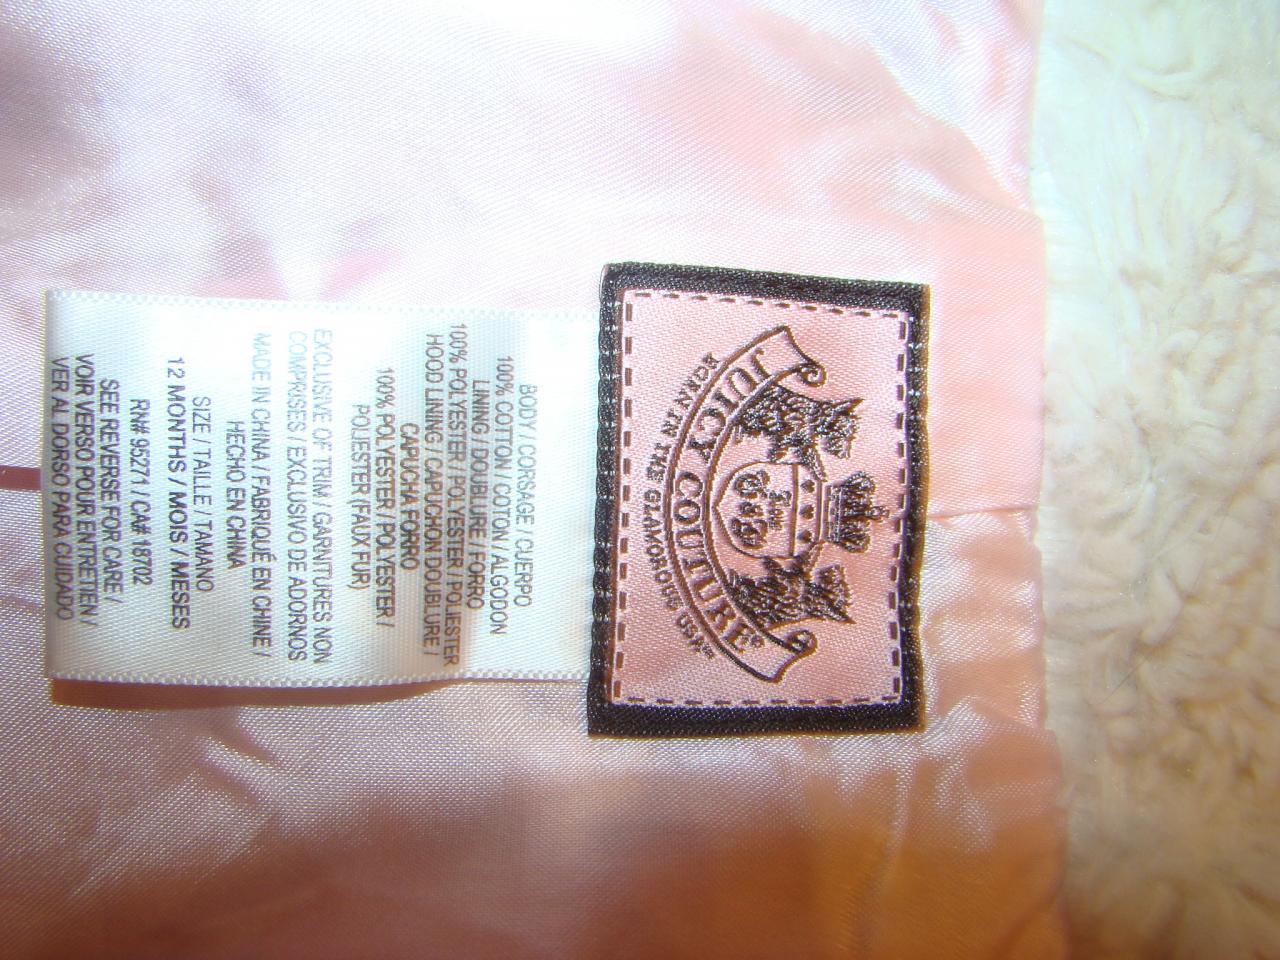 JUICY COUTURE®
BORN IN THE GLAMOROUS USA™
BODY / CORSAGE / CUERPO
100% COTTON / COTON / ALGODON
LINING / DOUBLURE / FORRO
100% POLYESTER / POLYESTER / POLIESTER
HOOD LINING / CAPUCHON DOUBLURE /
CAPUCHA FORRO
100% POLYESTER / POLYESTER /
POLIESTER (FAUX FUR)
EXCLUSIVE OF TRIM / GARNITURES NON
COMPRISES / EXCLUSIVO DE ADORNOS
MADE IN CHINA / FABRIQUÉ EN CHINE /
HECHO EN CHINA
SIZE / TAILLE / TAMANO
12 MONTHS / MOIS / MESES
RN# 95271 / CA# 18702
SEE REVERSE FOR CARE /
VOIR VERSO POUR ENTRETIEN /
VER AL DORSO PARA CUIDADO